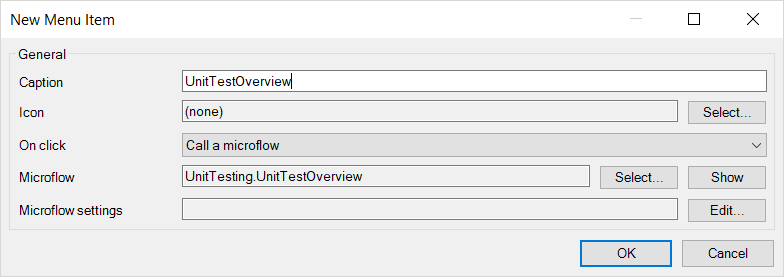 New Menu Item
General
Caption UnitTestOverview
Icon (none) Select...
On click Call a microflow
Microflow UnitTesting.UnitTestOverview Select... Show
Microflow settings Edit...
OK Cancel